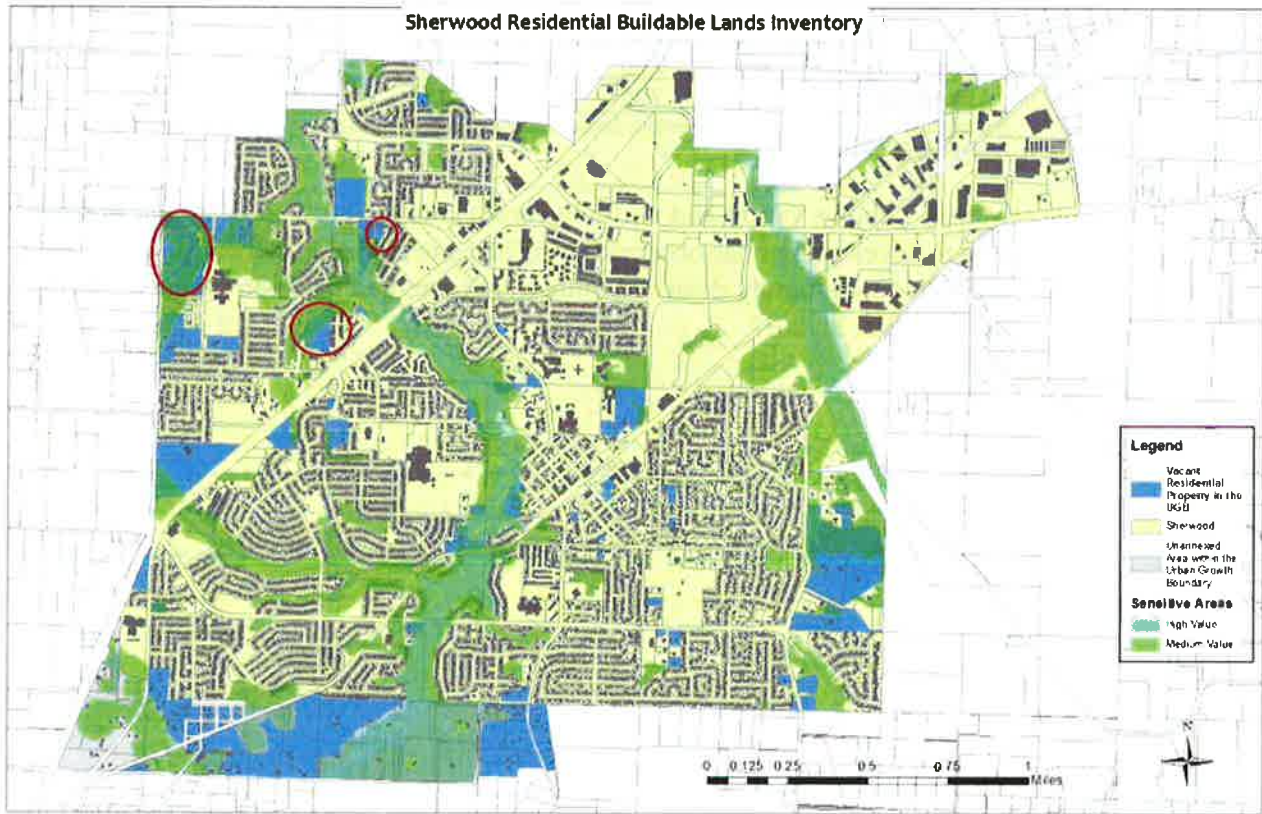 Sherwood Residential Buildable Lands Inventory
Legend
Vacant
Residential
Property in the
UGB
Sherwood
Unannexed
Area within the
Urban Growth
Boundary
Sensitive Areas
High Value
Medium Value
N
0 0.125 0.25 0.5 0.75 1
Miles